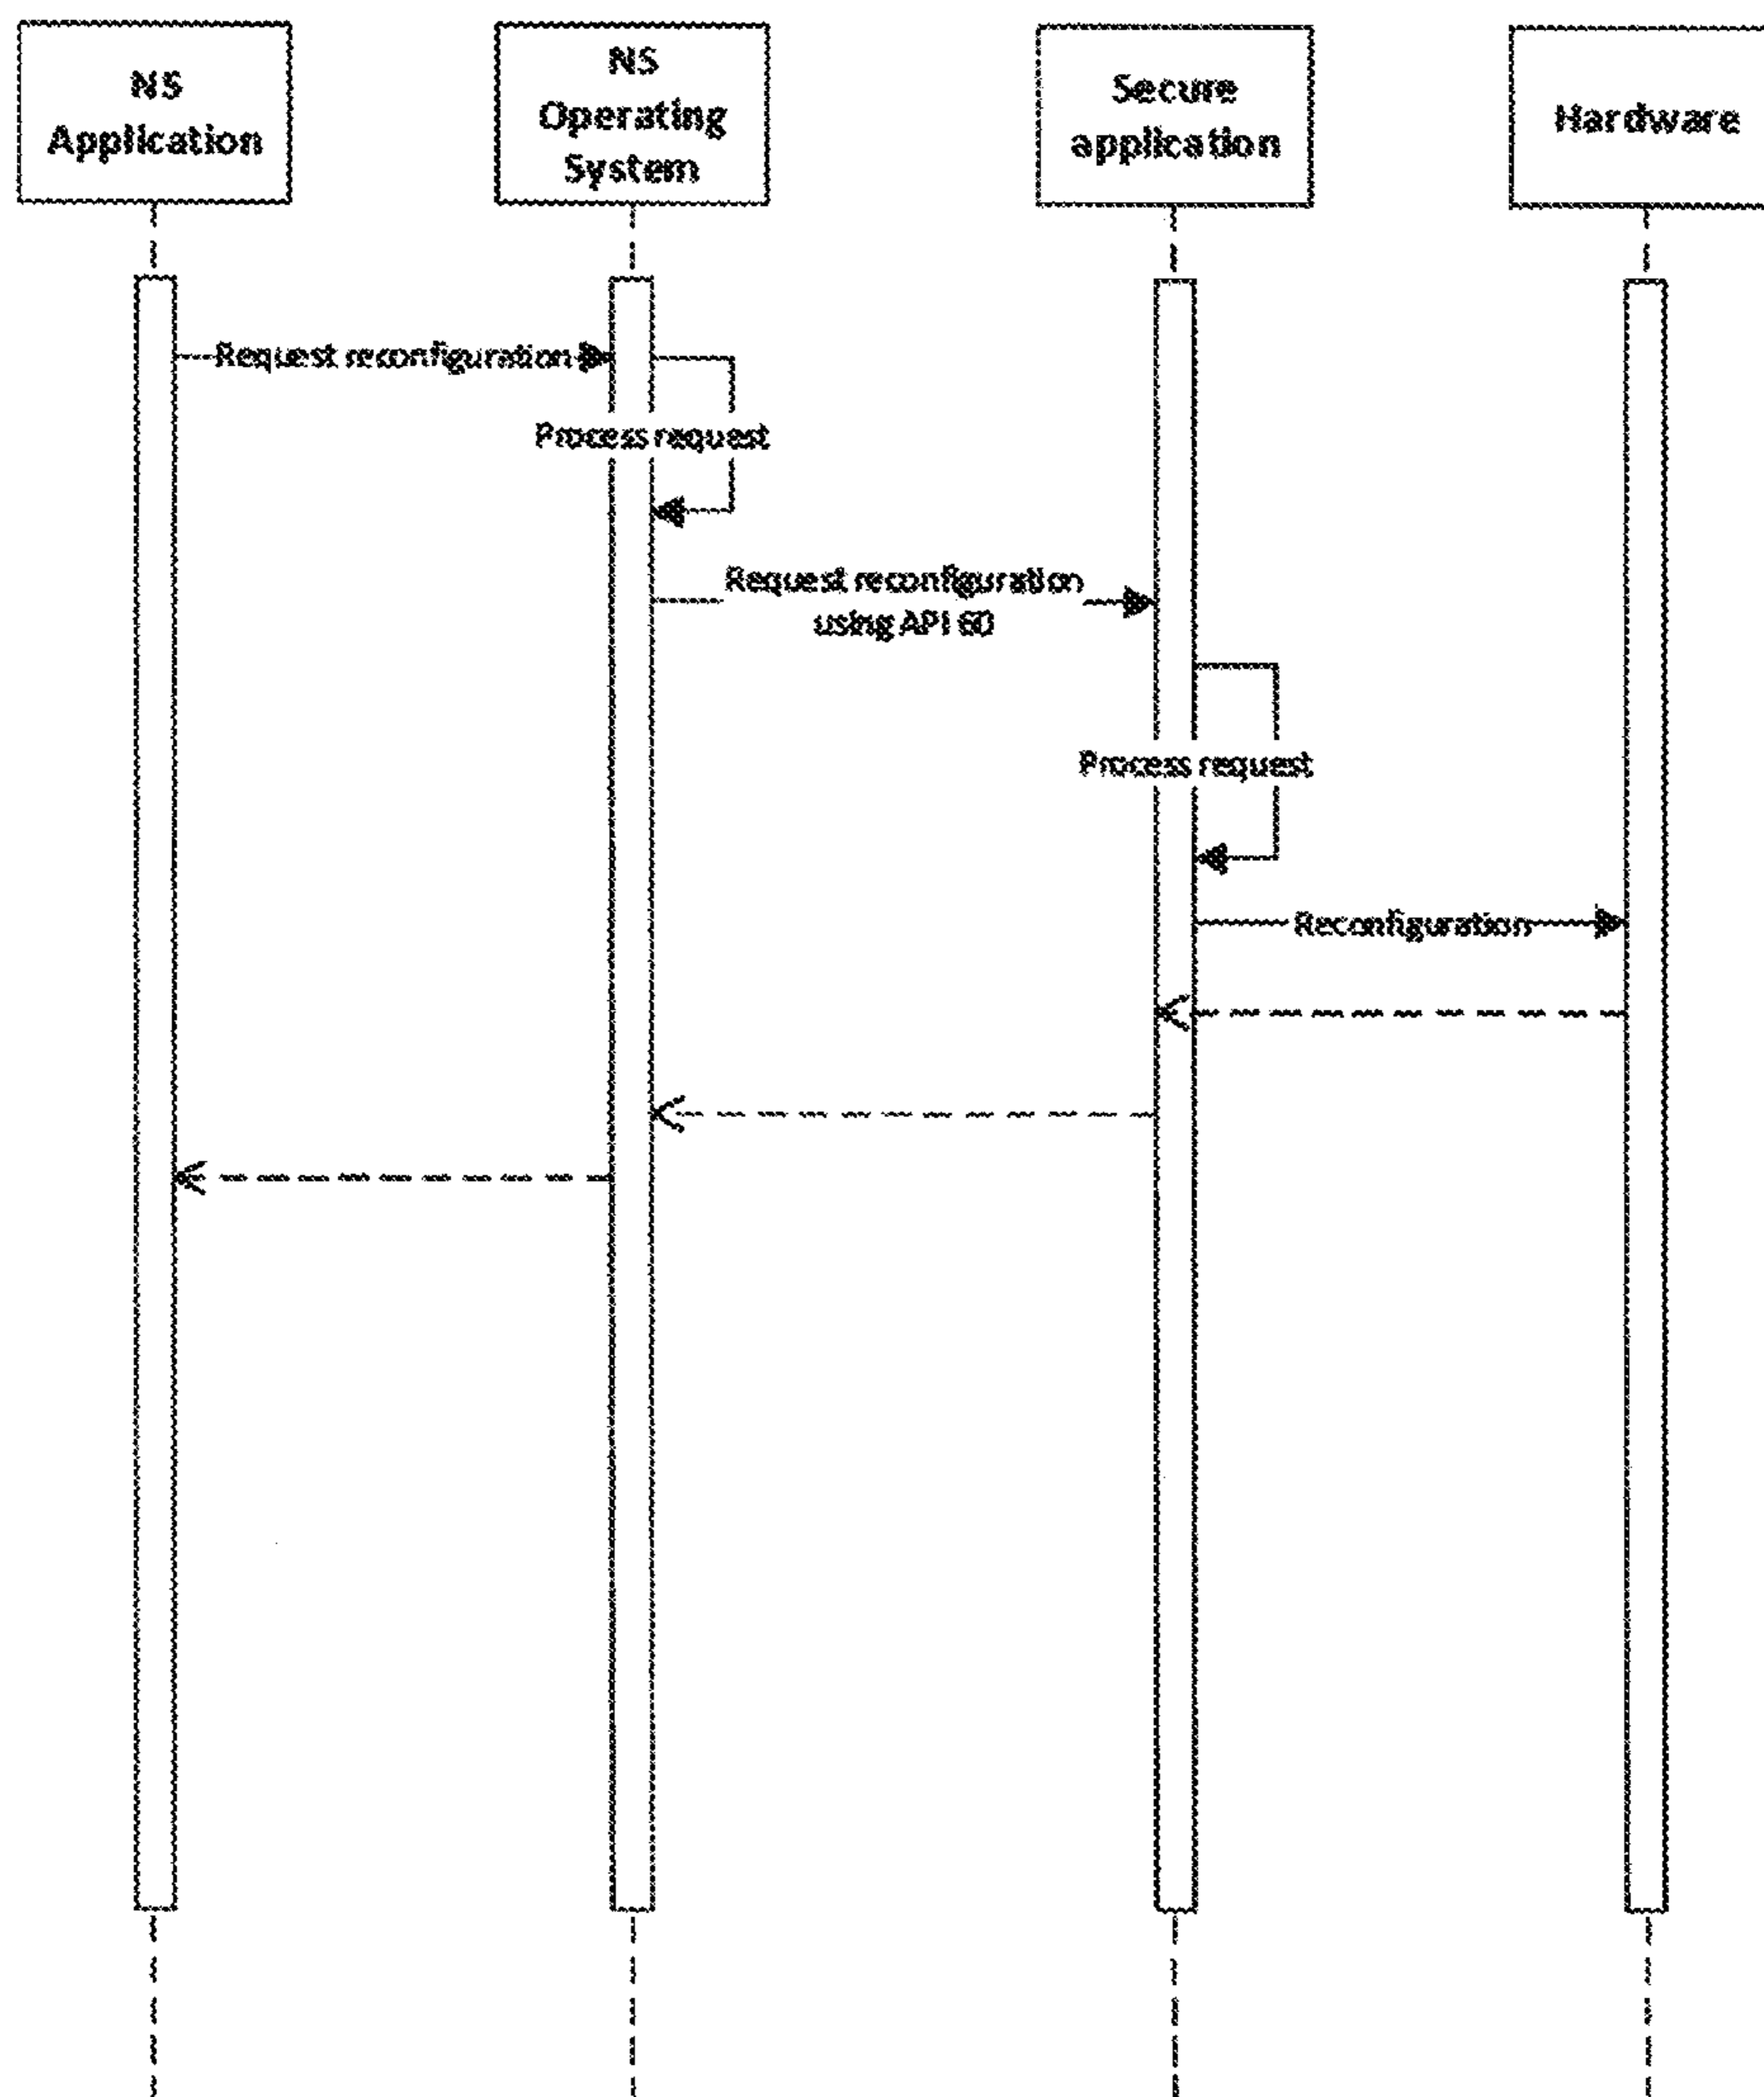 NS
Application
NS
Operating
System
Secure
application
Hardware
Request reconfiguration
Process request
Request reconfiguration
using API 60
Process request
Reconfiguration